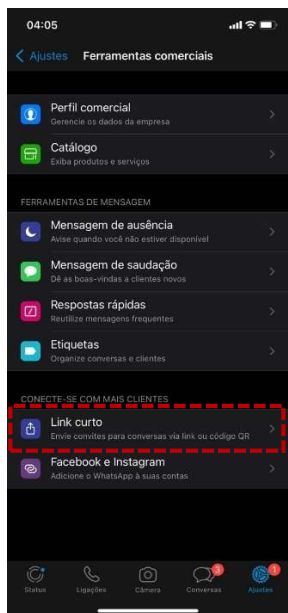 04:05
Ajustes Ferramentas comerciais
Perfil comercial
Gerencie os dados da empresa
Catálogo
Exiba produtos e serviços
FERRAMENTAS DE MENSAGEM
Mensagem de ausência
Avise quando você não estiver disponível
Mensagem de saudação
Dê as boas-vindas a clientes novos
Respostas rápidas
Reutilize mensagens frequentes
Etiquetas
Organize conversas e clientes
CONECTE-SE COM MAIS CLIENTES
Link curto
Envie convites para conversas via link ou código QR
Facebook e Instagram
Adicione o WhatsApp à suas contas
3 1
Status Ligações Câmera Conversas Ajustes